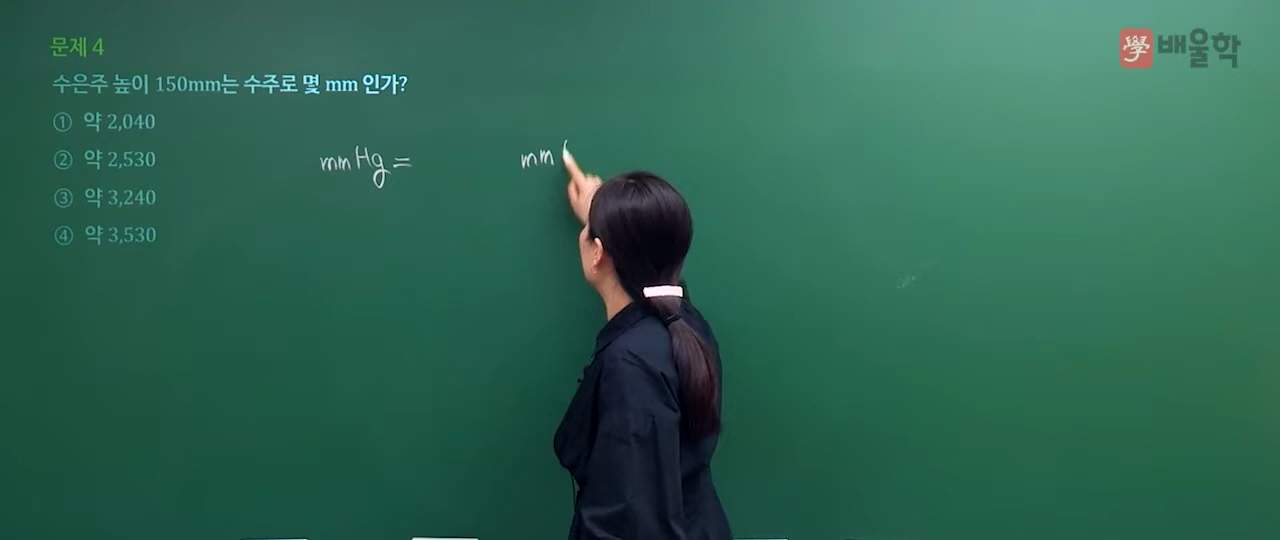 문제 4
學 배울학
수은주 높이 150mm는 수주로 몇 mm 인가?
① 약 2,040
② 약 2,530
③ 약 3,240
④ 약 3,530
mmHg = mm